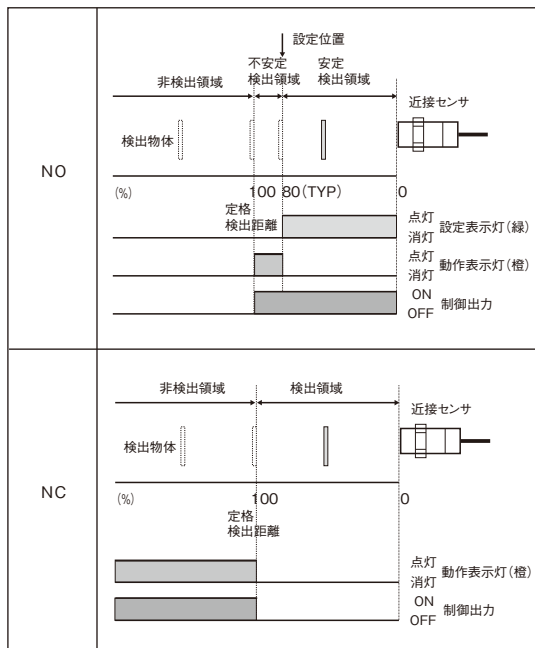 NO
設定位置
不安定 安定
非検出領域 検出領域 検出領域
近接センサ
検出物体
(%) 100 80(TYP) 0
定格
検出距離
点灯
消灯
設定表示灯(緑)
点灯
消灯
動作表示灯(橙)
ON
OFF
制御出力
NC
非検出領域 検出領域
近接センサ
検出物体
(%) 100 0
定格
検出距離
点灯
消灯
動作表示灯(橙)
ON
OFF
制御出力